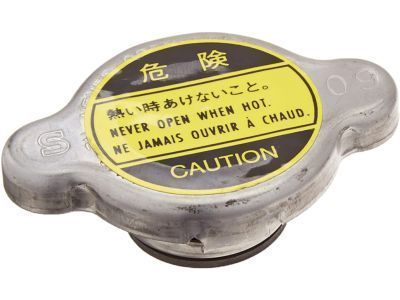 危険
熱い時あけないこと。
NEVER OPEN WHEN HOT.
NE JAMAIS OUVRIR À CHAUD.
CAUTION
S